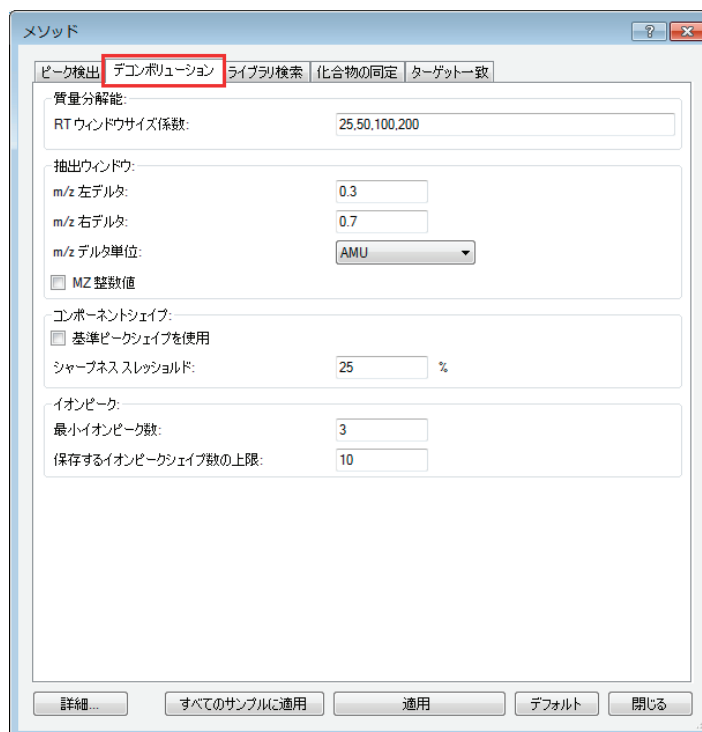 メソッド
ピーク検出 デコンボリューション ライブラリ検索 化合物の同定 ターゲット一致
質量分解能:
RTウィンドウサイズ係数: 25,50,100,200
抽出ウィンドウ:
m/z 左デルタ: 0.3
m/z 右デルタ: 0.7
m/z デルタ単位: AMU
MZ 整数値
コンポーネントシェイプ:
基準ピークシェイプを使用
シャープネス スレッショルド: 25 %
イオンピーク:
最小イオンピーク数: 3
保存するイオンピークシェイプ数の上限: 10
詳細... すべてのサンプルに適用 適用 デフォルト 閉じる